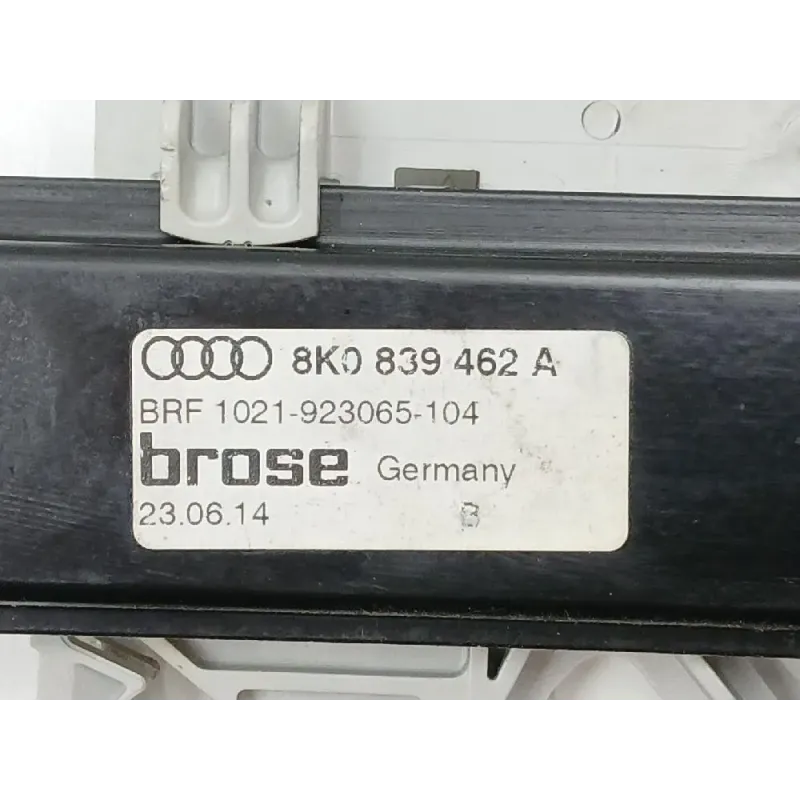 8K0 839 462 A
BRF 1021-923065-104
brose Germany
23.06.14 B